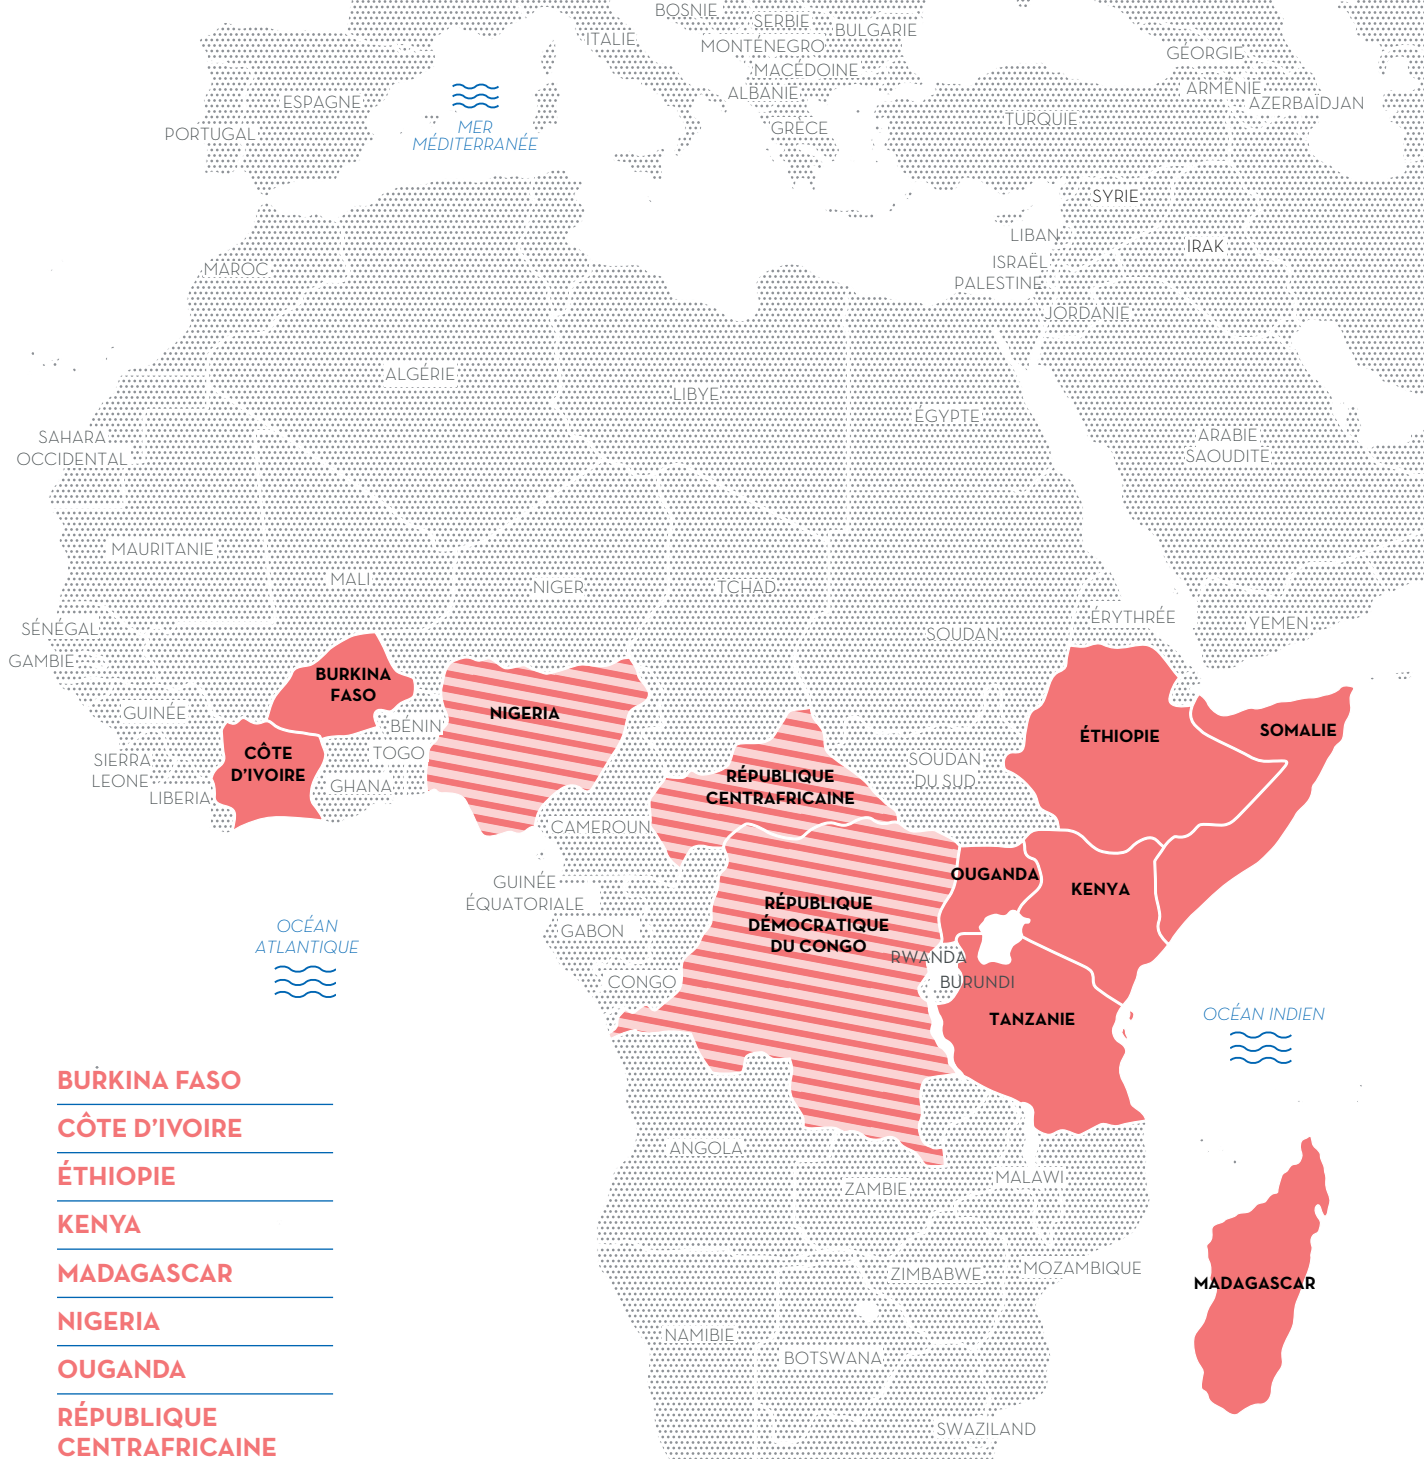 BOSNIE
SERBIE
BULGARIE
ITALIE
MONTÉNEGRO
GÉORGIE
MACÉDOINE
ARMÉNIE
ALBANIE
AZERBAÏDJAN
ESPAGNE
TURQUIE
MER
MÉDITERRANÉE
GRÈCE
PORTUGAL
SYRIE
LIBAN
IRAK
ISRAËL
PALESTINE
MAROC
JORDANIE
ALGÉRIE
LIBYE
ÉGYPTE
SAHARA
OCCIDENTAL
ARABIE
SAOUDITE
MAURITANIE
MALI
NIGER
TCHAD
ÉRYTHRÉE
YEMEN
SÉNÉGAL
SOUDAN
GAMBIE
BURKINA
FASO
GUINÉE
NIGERIA
BÉNIN
ÉTHIOPIE
SOMALIE
CÔTE
D'IVOIRE
TOGO
SIERRA
LEONE
SOUDAN
DU SUD
GHANA
LIBERIA
RÉPUBLIQUE
CENTRAFRICAINE
CAMEROUN
OUGANDA
KENYA
GUINÉE
ÉQUATORIALE
RÉPUBLIQUE
DÉMOCRATIQUE
DU CONGO
OCÉAN
ATLANTIQUE
GABON
RWANDA
CONGO
BURUNDI
TANZANIE
OCÉAN INDIEN
ANGOLA
MALAWI
ZAMBIE
MOZAMBIQUE
ZIMBABWE
MADAGASCAR
NAMIBIE
BOTSWANA
SWAZILAND
BURKINA FASO
CÔTE D'IVOIRE
ÉTHIOPIE
KENYA
MADAGASCAR
NIGERIA
OUGANDA
RÉPUBLIQUE
CENTRAFRICAINE